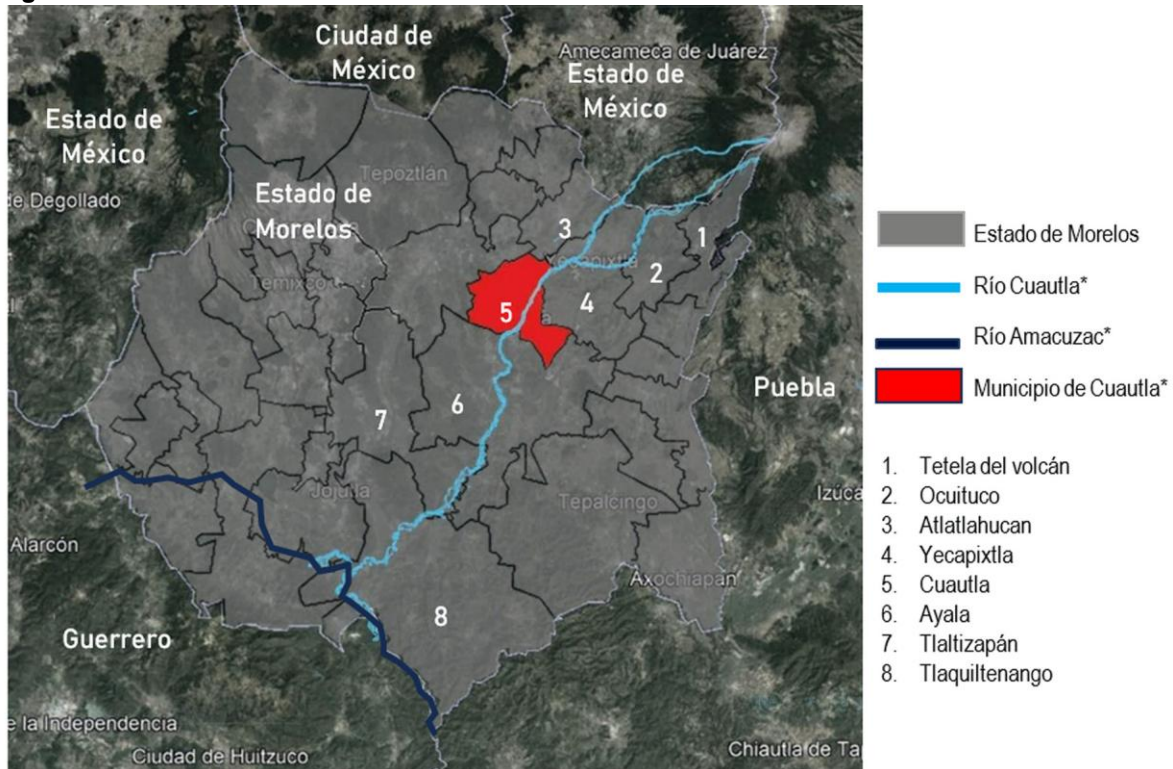 Ciudad de
México
Amecameca de Juárez
Estado de
México
Estado de
México
de Degollado
Tepoztlán
Estado de
Morelos
Temixco
3
1
Yecapixtla
2
4
5
Puebla
6
7
Jojutla
Tepalcingo
Izúca
Alarcón
Axochiapan
8
Guerrero
e la Independencia
Ciudad de Huitzuco
Chiautla de Ta
Estado de Morelos
Río Cuautla*
Río Amacuzac*
Municipio de Cuautla*
1. Tetela del volcán
2. Ocuituco
3. Atlatlahucan
4. Yecapixtla
5. Cuautla
6. Ayala
7. Tlaltizapán
8. Tlaquiltenango